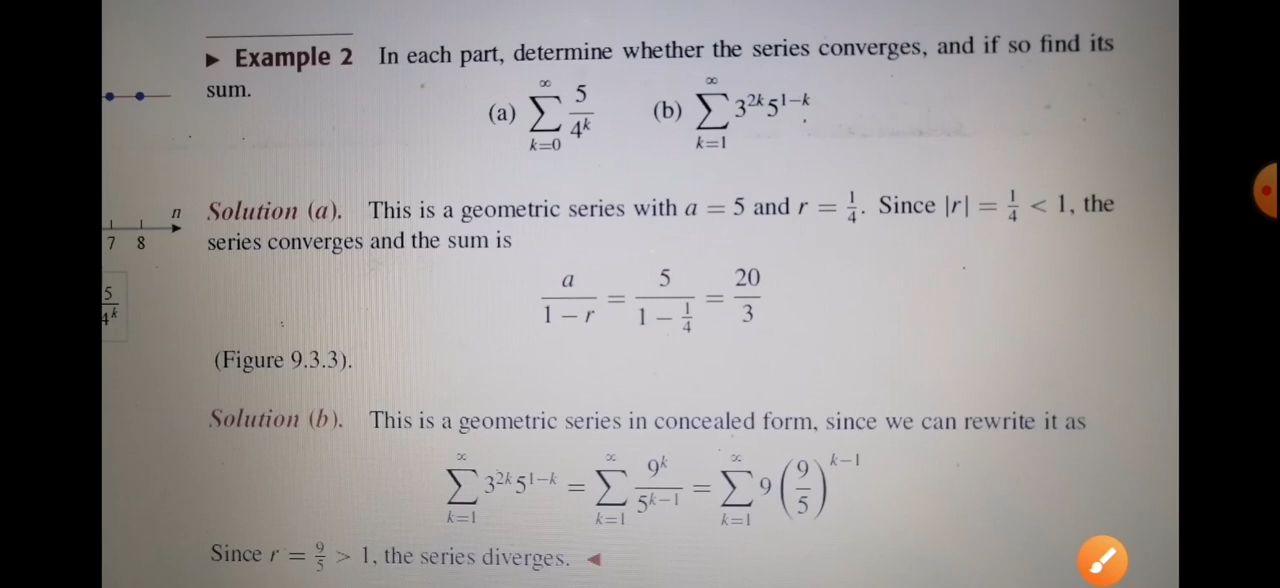 ► Example 2 In each part, determine whether the series converges, and if so find its
sum.
(a) ∑_{k=0}^{∞} 5/4^k (b) ∑_{k=1}^{∞} 3^{2k} 5^{1−k}.
n
7 8
5/4^k
Solution (a). This is a geometric series with a = 5 and r = 1/4. Since |r| = 1/4 < 1, the
series converges and the sum is
a/(1 − r) = 5/(1 − 1/4) = 20/3
(Figure 9.3.3).
Solution (b). This is a geometric series in concealed form, since we can rewrite it as
∑_{k=1}^{∞} 3^{2k} 5^{1−k} = ∑_{k=1}^{∞} 9^k/5^{k−1} = ∑_{k=1}^{∞} 9(9/5)^{k−1}
Since r = 9/5 > 1, the series diverges. ◄